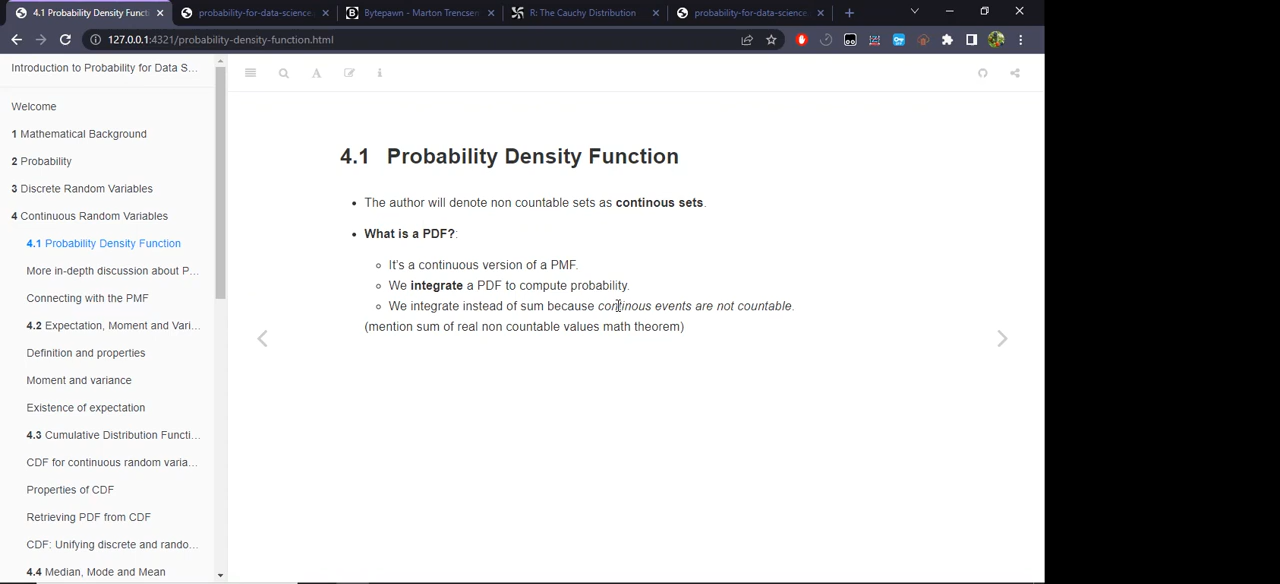 4.1 Probability Density Functi
probability-for-data-science.
Bytepawn - Marton Trencser
R: The Cauchy Distribution
probability-for-data-science.
127.0.0.1:4321/probability-density-function.html
Introduction to Probability for Data S...
Welcome
1 Mathematical Background
2 Probability
3 Discrete Random Variables
4 Continuous Random Variables
4.1 Probability Density Function
More in-depth discussion about P...
Connecting with the PMF
4.2 Expectation, Moment and Vari...
Definition and properties
Moment and variance
Existence of expectation
4.3 Cumulative Distribution Functi...
CDF for continuous random varia...
Properties of CDF
Retrieving PDF from CDF
CDF: Unifying discrete and rando...
4.4 Median, Mode and Mean
4.1 Probability Density Function
• The author will denote non countable sets as continous sets.
• What is a PDF?:
◦ It's a continuous version of a PMF.
◦ We integrate a PDF to compute probability.
◦ We integrate instead of sum because continous events are not countable.
(mention sum of real non countable values math theorem)